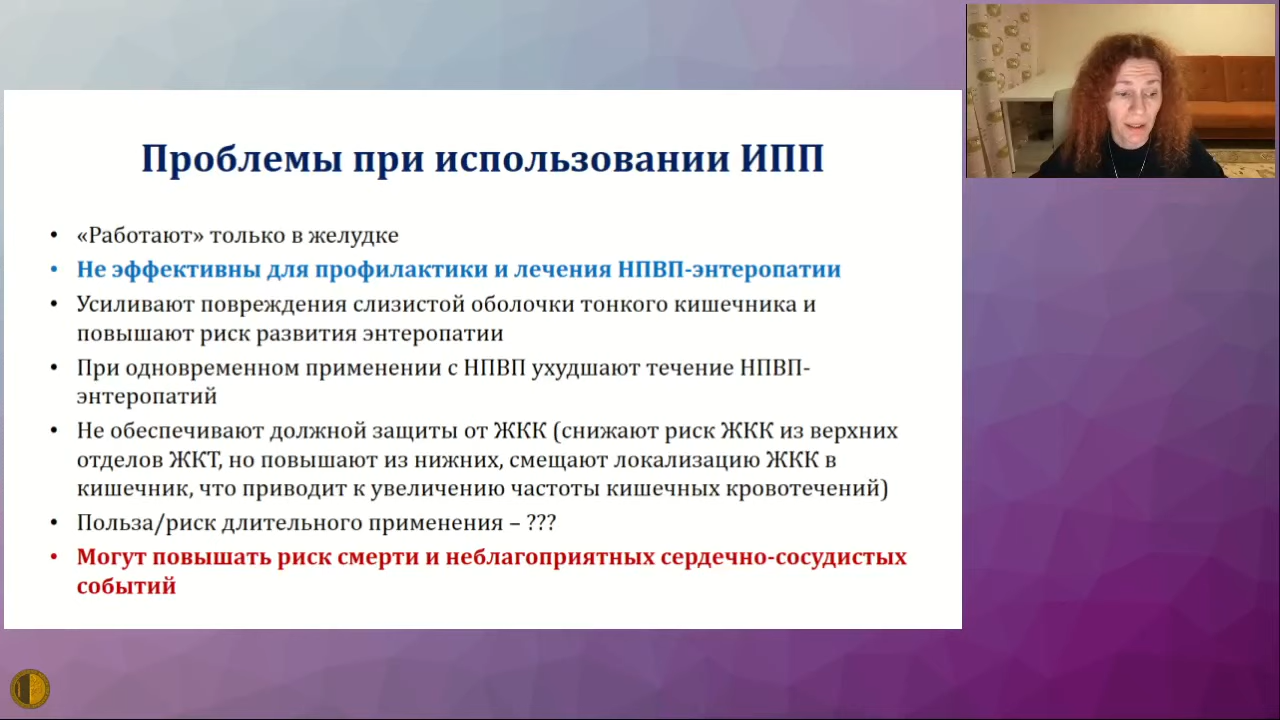 Проблемы при использовании ИПП
• «Работают» только в желудке
• Не эффективны для профилактики и лечения НПВП-энтеропатии
• Усиливают повреждения слизистой оболочки тонкого кишечника и
повышают риск развития энтеропатии
• При одновременном применении с НПВП ухудшают течение НПВП-
энтеропатий
• Не обеспечивают должной защиты от ЖКК (снижают риск ЖКК из верхних
отделов ЖКТ, но повышают из нижних, смещают локализацию ЖКК в
кишечник, что приводит к увеличению частоты кишечных кровотечений)
• Польза/риск длительного применения – ???
• Могут повышать риск смерти и неблагоприятных сердечно-сосудистых
событий